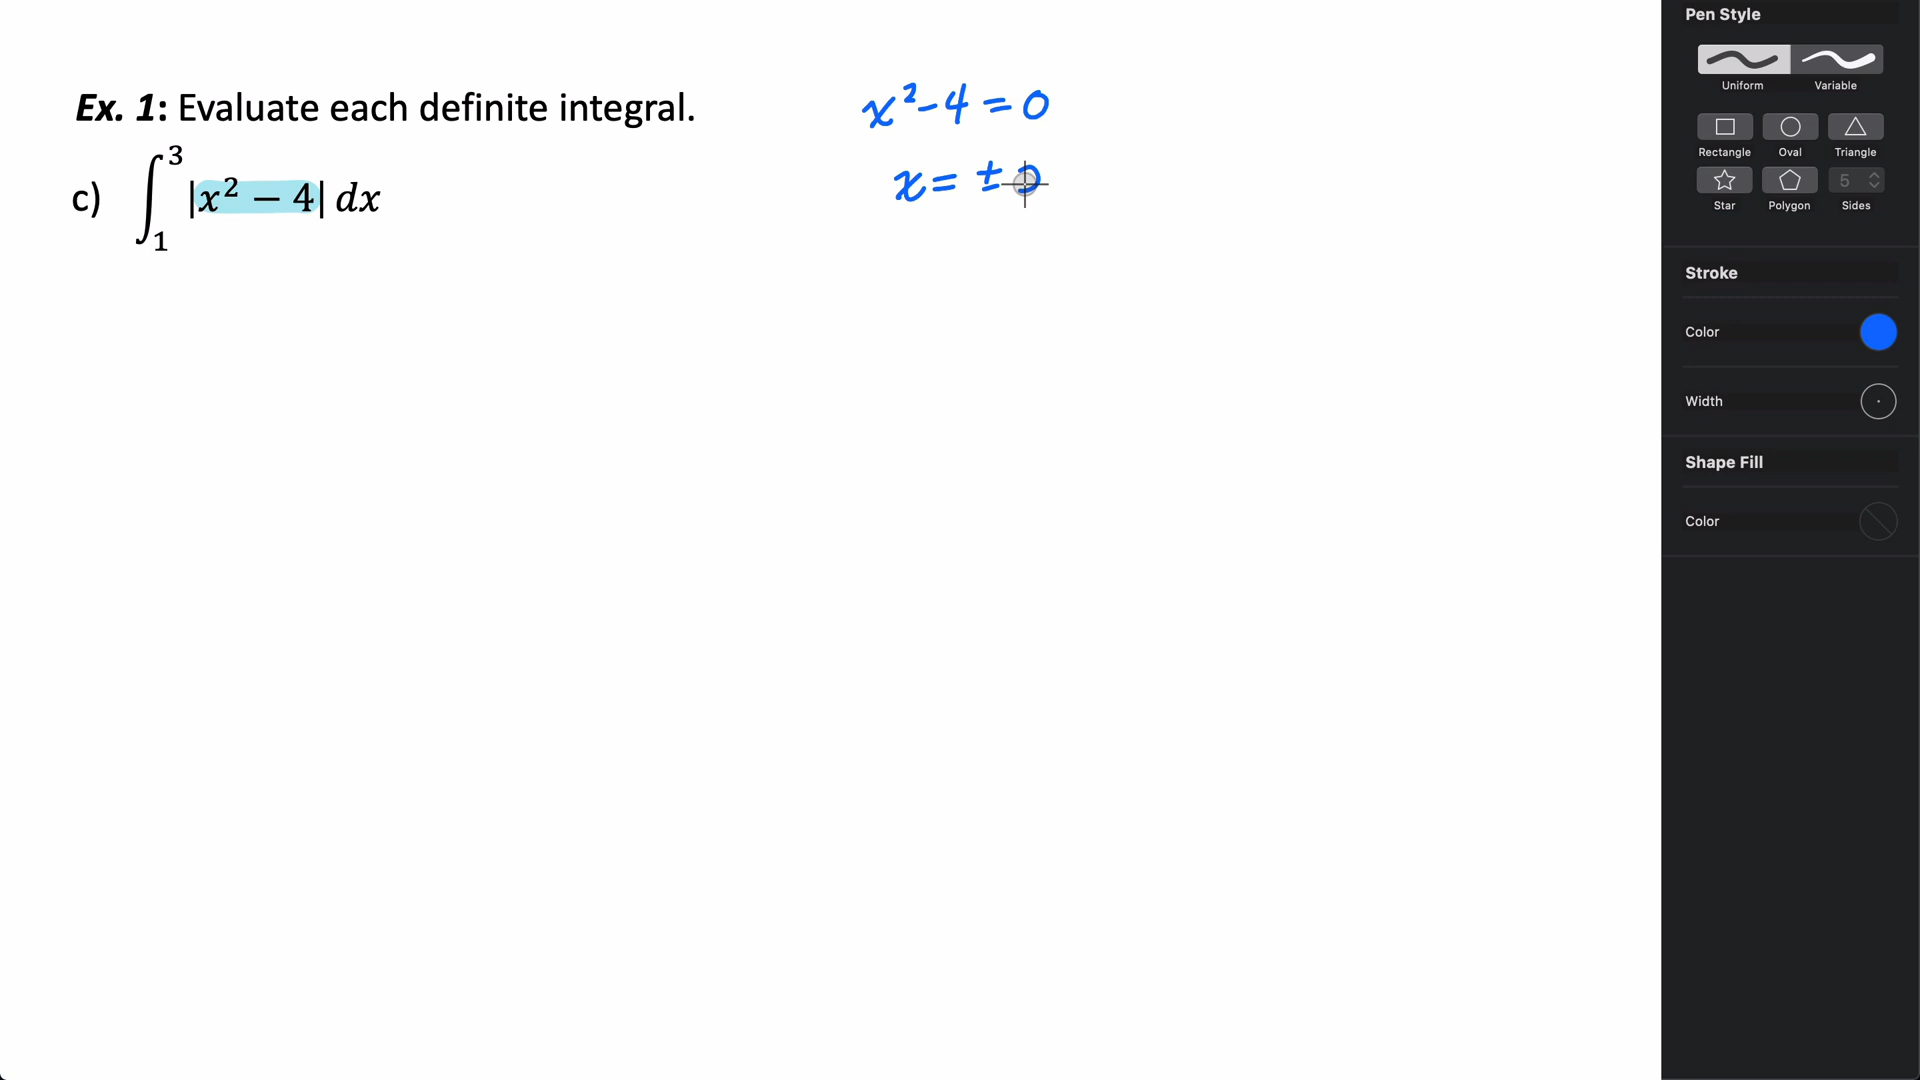 Ex. 1: Evaluate each definite integral.
c) ∫₁³ |x² − 4| dx
x² − 4 = 0
x = ±
Pen Style
Uniform Variable
Rectangle Oval Triangle
5
Star Polygon Sides
Stroke
Color
Width
Shape Fill
Color